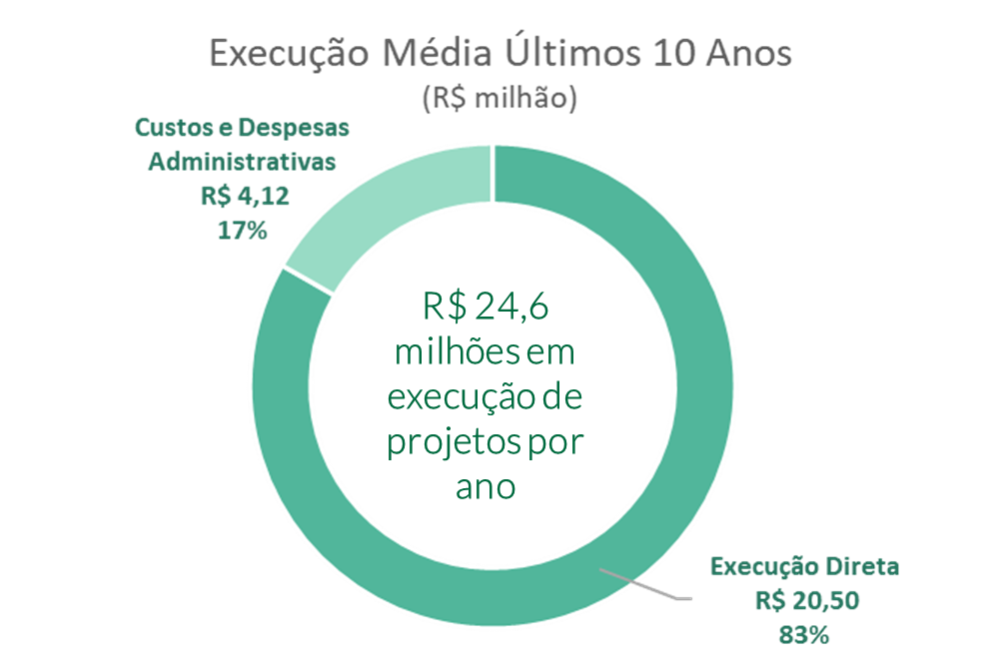 Execução Média Últimos 10 Anos
(R$ milhão)
Custos e Despesas
Administrativas
R$ 4,12
17%
R$ 24,6
milhões em
execução de
projetos por
ano
Execução Direta
R$ 20,50
83%